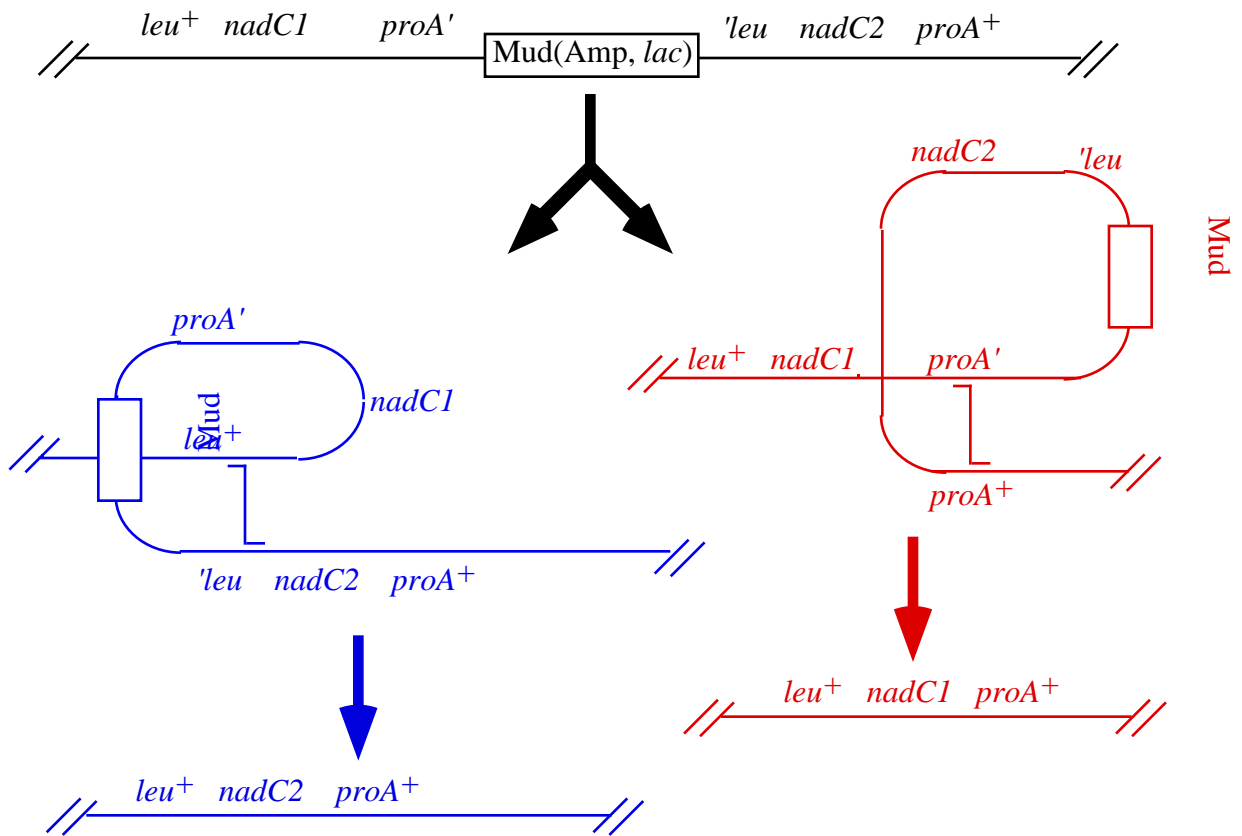 leu+ nadC1 proA' 'leu nadC2 proA+
Mud(Amp, lac)
nadC2 'leu
Mud
proA'
leu+ nadC1 proA'
nadC1
Mud
leu+
proA+
'leu nadC2 proA+
leu+ nadC1 proA+
leu+ nadC2 proA+